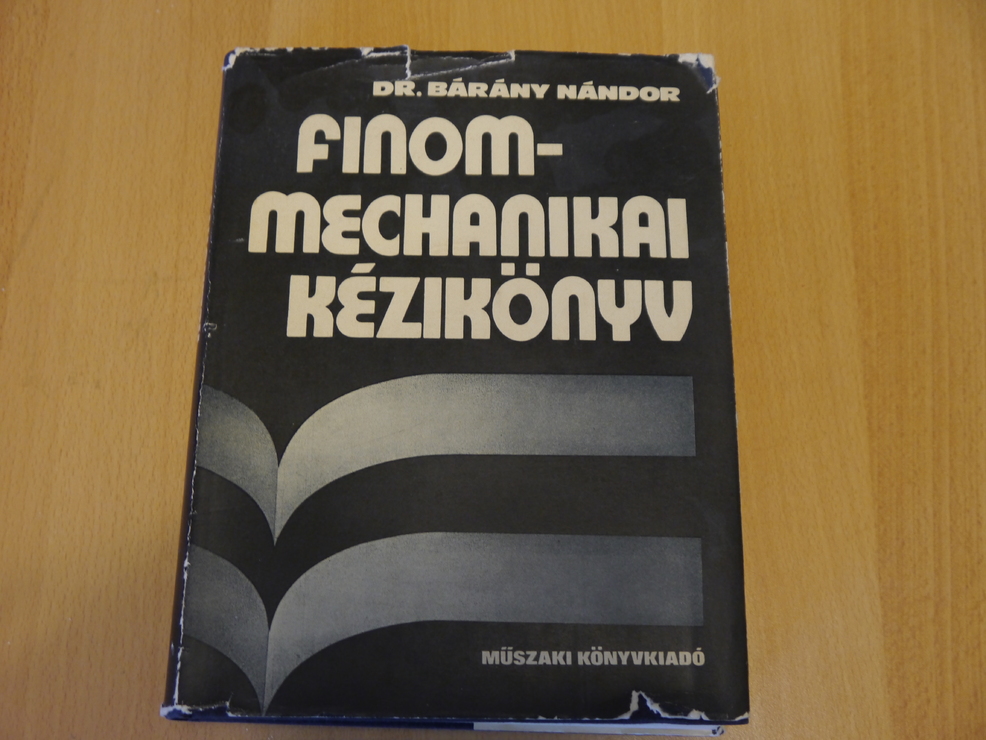 DR. BÁRÁNY NÁNDOR
FINOM-
MECHANIKAI
KÉZIKÖNYV
MŰSZAKI KÖNYVKIADÓ